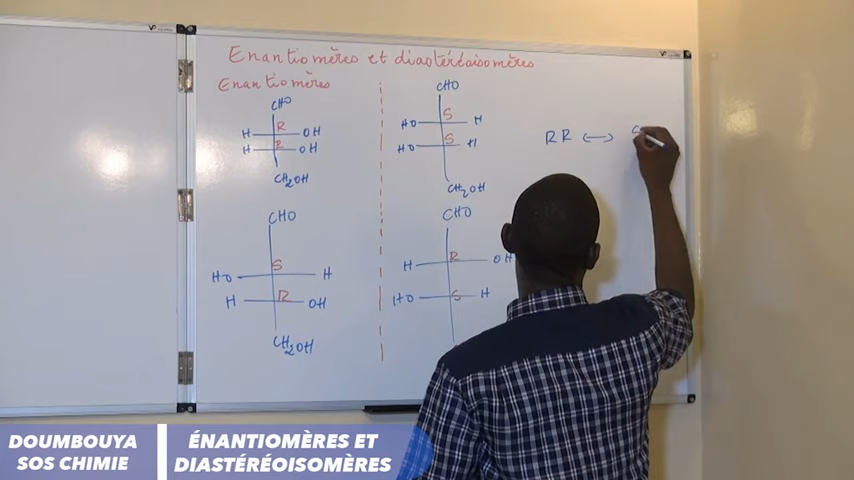 Enantiomères et diastéréoisomères
Enantiomères
CHO
H R OH
H R OH
CH2OH
CHO
HO S H
HO S H
CH2OH
RR ⟷
CHO
HO S H
H R OH
CH2OH
CHO
H R OH
HO S H
DOUMBOUYA
SOS CHIMIE
ÉNANTIOMÈRES ET
DIASTÉRÉOISOMÈRES